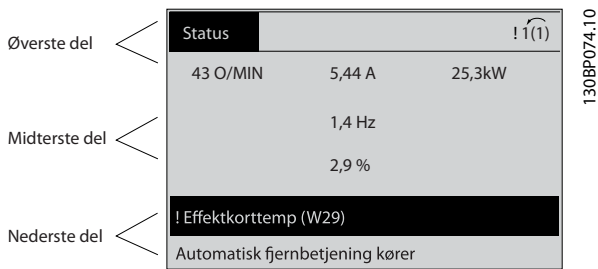 Øverste del
Status
! 1(1)
43 O/MIN 5,44 A 25,3kW
Midterste del
1,4 Hz
2,9 %
! Effektkorttemp (W29)
Nederste del
Automatisk fjernbetjening kører
130BP074.10